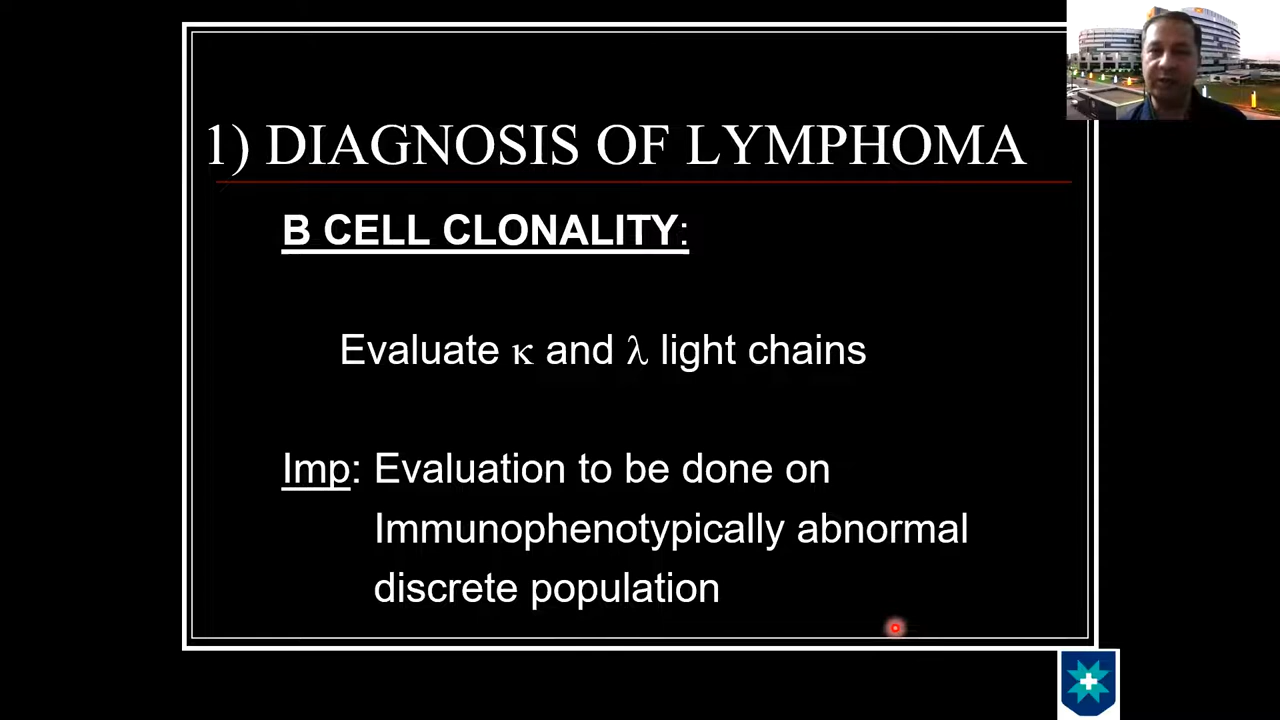 1) DIAGNOSIS OF LYMPHOMA
B CELL CLONALITY:
Evaluate κ and λ light chains
Imp: Evaluation to be done on
Immunophenotypically abnormal
discrete population